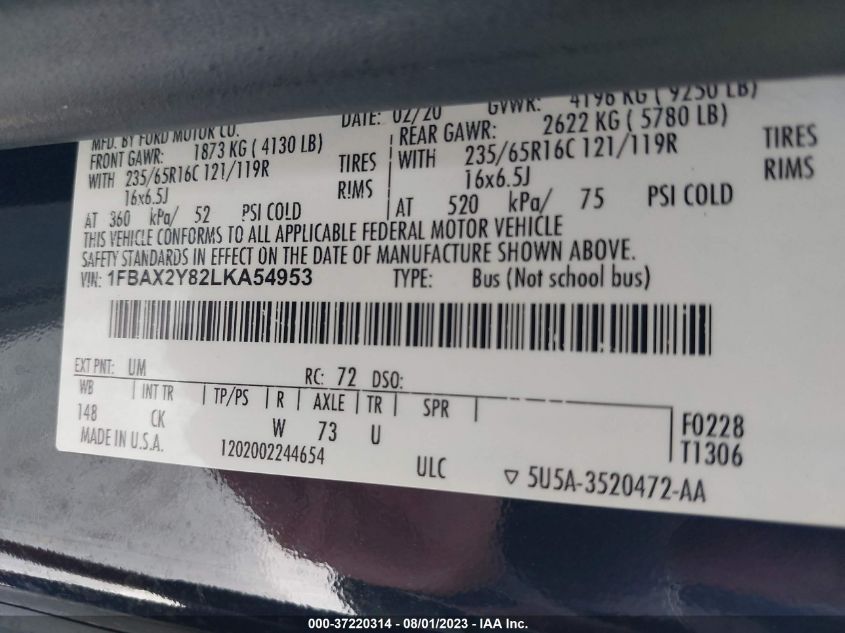 MFD. BY FORD MOTOR CO. DATE: 02/20 GVWR: 4196 KG ( 9250 LB)
FRONT GAWR: 1873 KG ( 4130 LB) REAR GAWR: 2622 KG ( 5780 LB)
WITH 235/65R16C 121/119R TIRES WITH 235/65R16C 121/119R TIRES
16x6.5J RIMS 16x6.5J RIMS
AT 360 kPa/ 52 PSI COLD AT 520 kPa/ 75 PSI COLD
THIS VEHICLE CONFORMS TO ALL APPLICABLE FEDERAL MOTOR VEHICLE
SAFETY STANDARDS IN EFFECT ON THE DATE OF MANUFACTURE SHOWN ABOVE.
VIN: 1FBAX2Y82LKA54953 TYPE: Bus (Not school bus)
EXT PNT: UM RC: 72 DSO:
WB INT TR TP/PS R AXLE TR SPR
148 CK W 73 U F0228
MADE IN U.S.A. 1202002244654 T1306
ULC ▽ 5U5A-3520472-AA
000-37220314 - 08/01/2023 - IAA Inc.